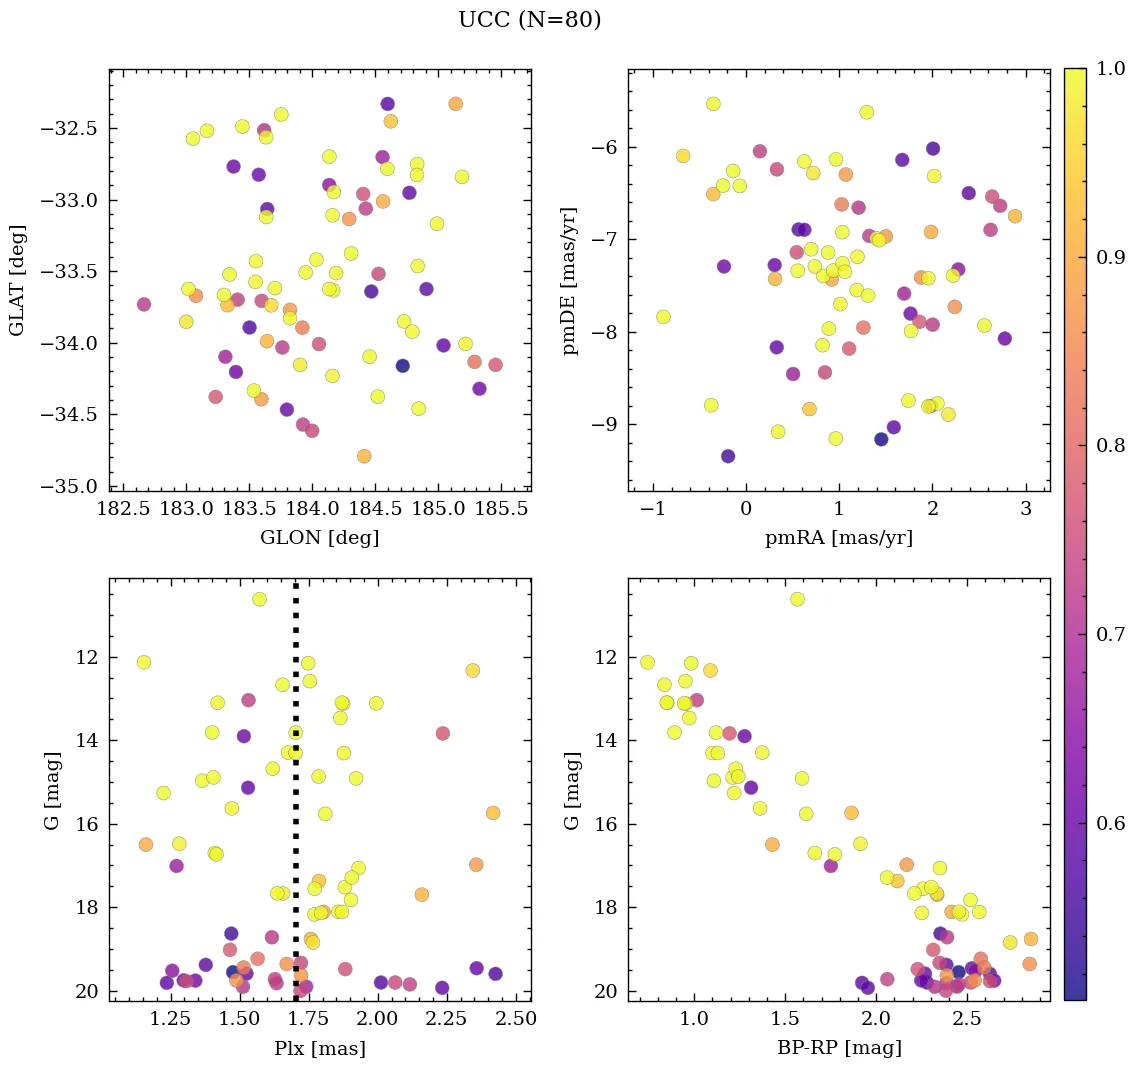 UCC (N=80)
−32.5
−33.0
−33.5
−34.0
−34.5
−35.0
GLAT [deg]
182.5 183.0 183.5 184.0 184.5 185.0 185.5
GLON [deg]
−6
−7
−8
−9
pmDE [mas/yr]
−1 0 1 2 3
pmRA [mas/yr]
1.0
0.9
0.8
0.7
0.6
12
14
16
18
20
G [mag]
1.25 1.50 1.75 2.00 2.25 2.50
Plx [mas]
12
14
16
18
20
G [mag]
1.0 1.5 2.0 2.5
BP-RP [mag]